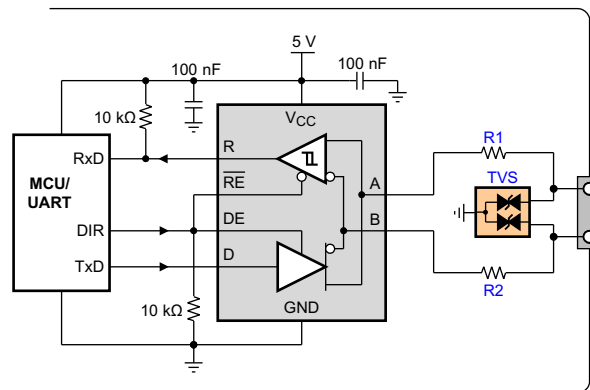 5 V
100 nF
100 nF
10 kΩ
VCC
R1
RxD
R
TVS
MCU/
UART
RE
A
DIR
DE
B
TxD
D
R2
10 kΩ
GND